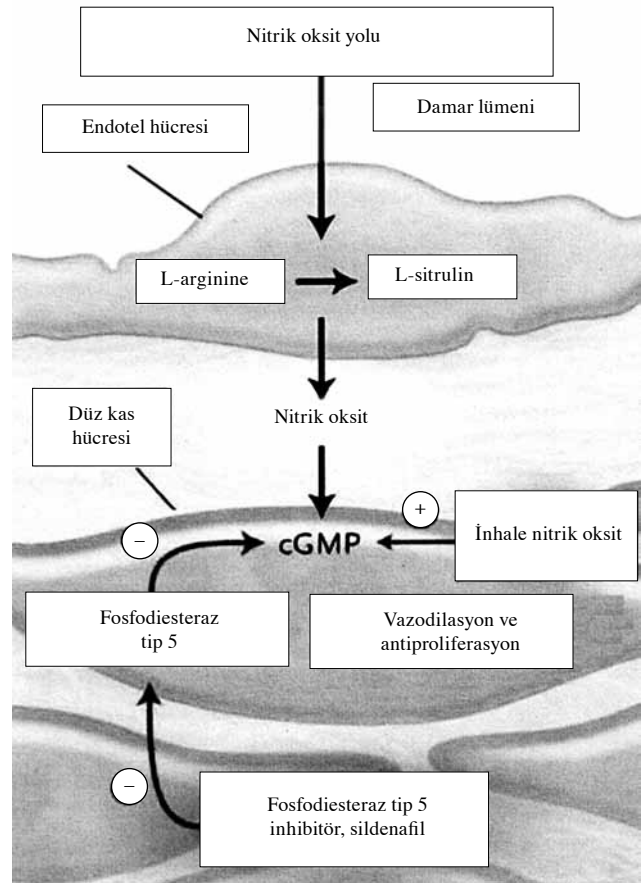 Nitrik oksit yolu
Damar lümeni
Endotel hücresi
L-arginine
L-sitrulin
Nitrik oksit
Düz kas
hücresi
+
−
cGMP
İnhale nitrik oksit
Fosfodiesteraz
tip 5
Vazodilasyon ve
antiproliferasyon
−
Fosfodiesteraz tip 5
inhibitör, sildenafil